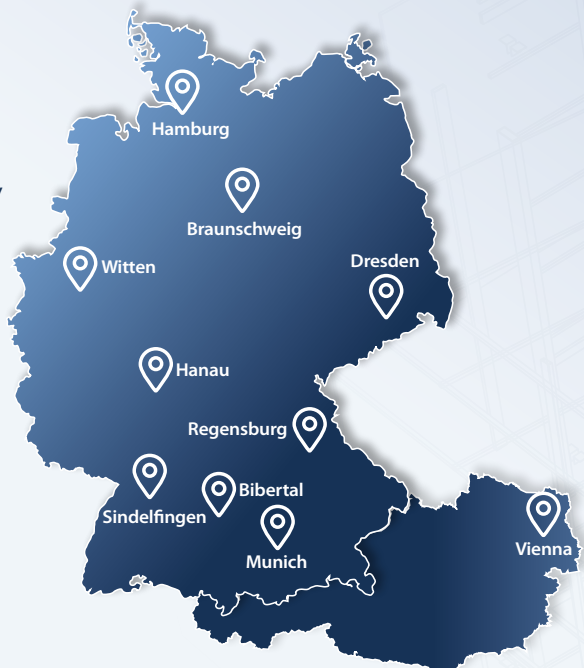 Hamburg
Braunschweig
Witten
Dresden
Hanau
Regensburg
Bibertal
Sindelfingen
Munich
Vienna